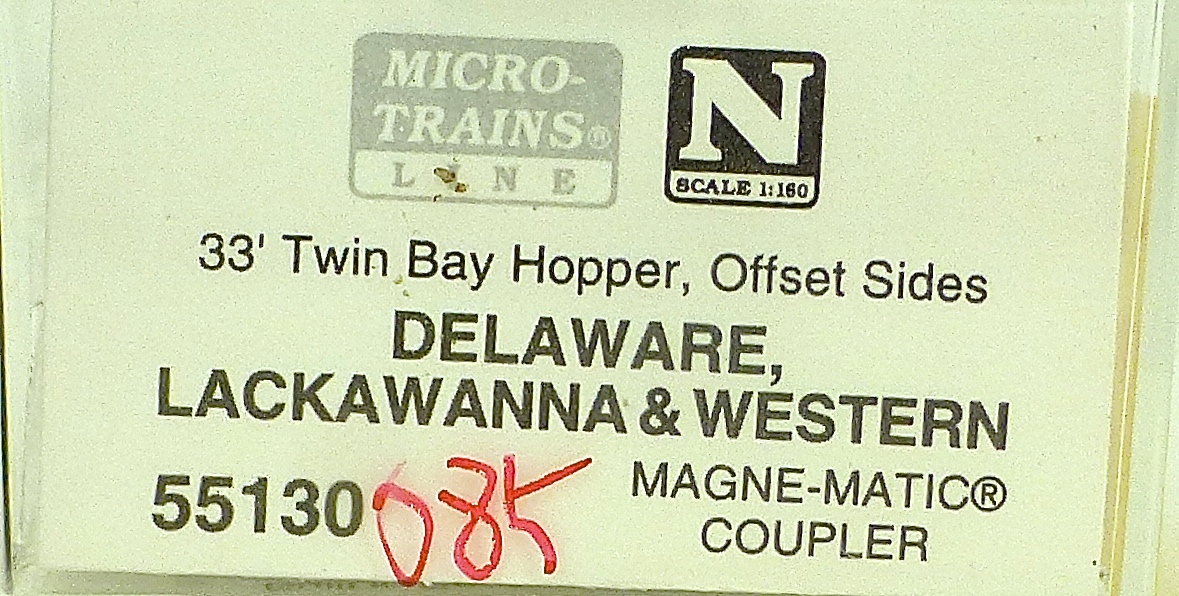 MICRO-
TRAINS®
LINE
N
SCALE 1:160
33' Twin Bay Hopper, Offset Sides
DELAWARE,
LACKAWANNA & WESTERN
55130
MAGNE-MATIC®
COUPLER